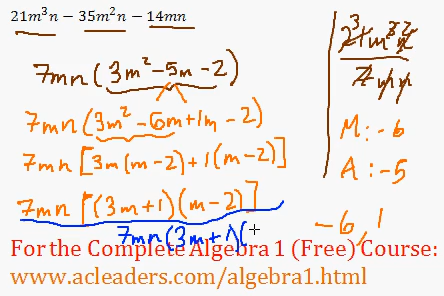 21m³n − 35m²n − 14mn
7mn(3m²−5m−2)
7mn(3m²−6m+1m−2)
7mn[3m(m−2)+1(m−2)]
7mn[(3m+1)(m−2)]
7mn(3m+1)(
M:-6
A:-5
-6,1
For the Complete Algebra 1 (Free) Course:
www.acleaders.com/algebra1.html